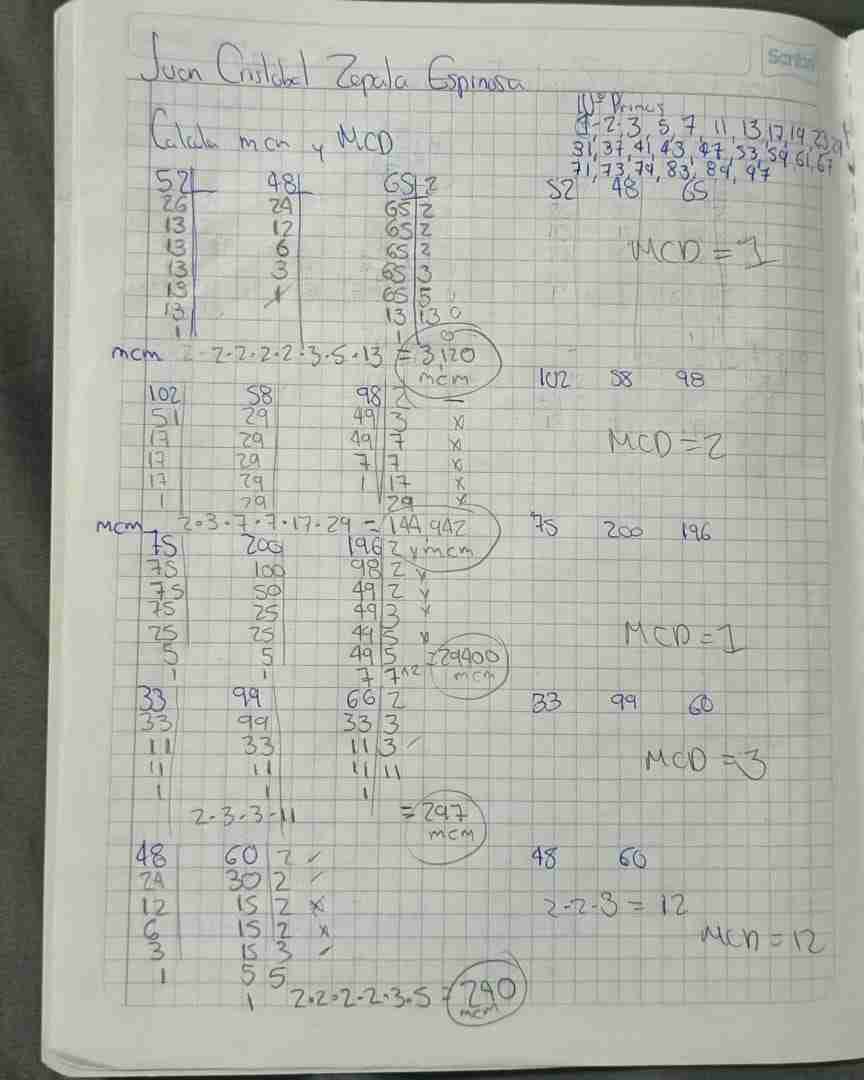 Scribe
Juan Cristobal Zapala Espinosa
Nº Primus
1-2-3, 5, 7, 11, 13, 17, 19, 23, 29
31, 37, 41, 43, 47, 53, 59, 61, 67
71, 73, 79, 83, 89, 97
Calcula mcm y MCD
52 48 65 2
26 24 65 2
13 12 65 2
13 6 65 2
13 3 65 3
13 1 65 5
13 13 13
1 1
mcm 2·2·2·2·3·5·13 = 3,120
mcm
52 48 65
MCD = 1
102 58 98 2
51 29 49 3
17 29 49 7
17 29 7 7
17 29 1 17
1 29 29
mcm 2·3·7·7·17·29 = 144,942
mcm
102 58 98
MCD = 2
75 200 196 2
75 100 98 2
75 50 49 2
75 25 49 3
25 25 49 5
5 5 49 5 = 29400
1 1 7 7^2 mcm
75 200 196
MCD = 1
33 99 66 2
33 99 33 3
11 33 11 3
11 11 11 11
1 1 1
2·3·3·11 = 297
mcm
33 99 60
MCD = 3
48 60 2
24 30 2
12 15 2 x
6 15 2 x
3 15 3
1 5 5
1 2·2·2·2·3·5 = 240
mcm
48 60
2·2·3 = 12
MCD = 12